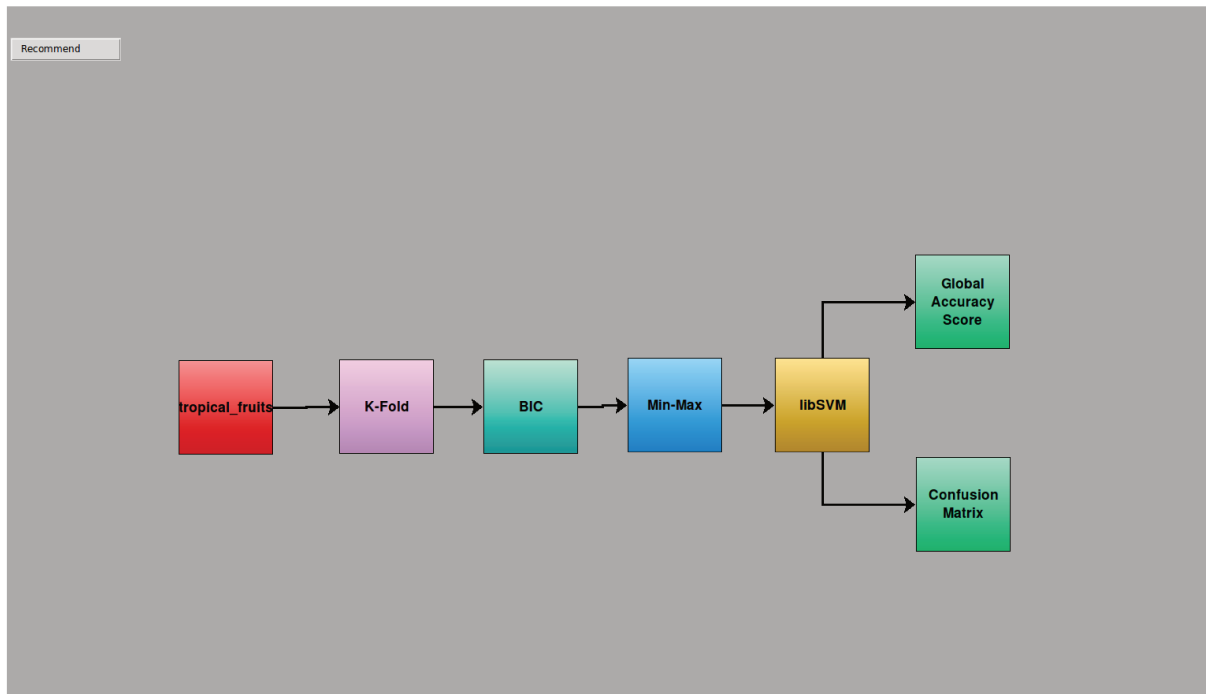 Recommend
Global
Accuracy
Score
tropical_fruits
K-Fold
BIC
Min-Max
libSVM
Confusion
Matrix